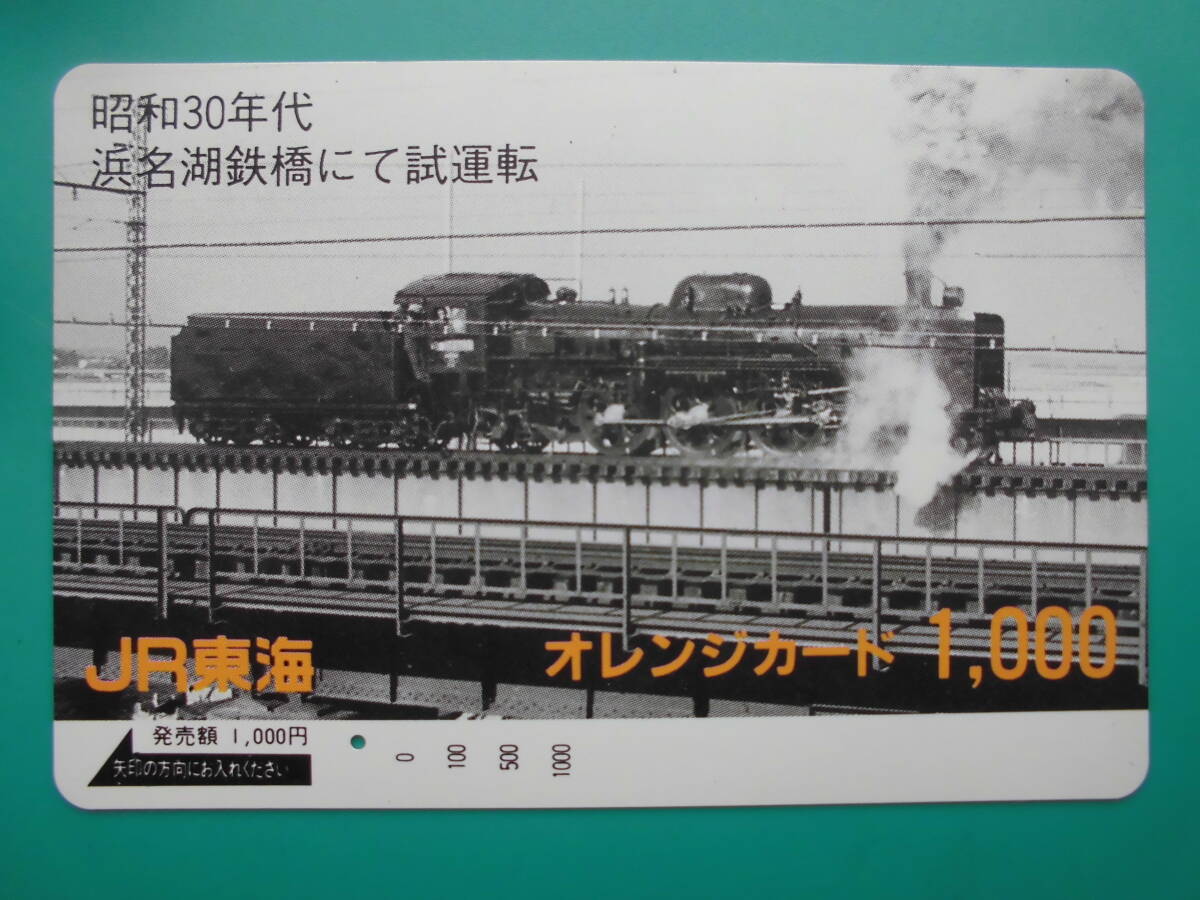 昭和30年代
浜名湖鉄橋にて試運転
JR東海
オレンジカード 1,000
発売額 1,000円
矢印の方向にお入れください
0 100 500 1000